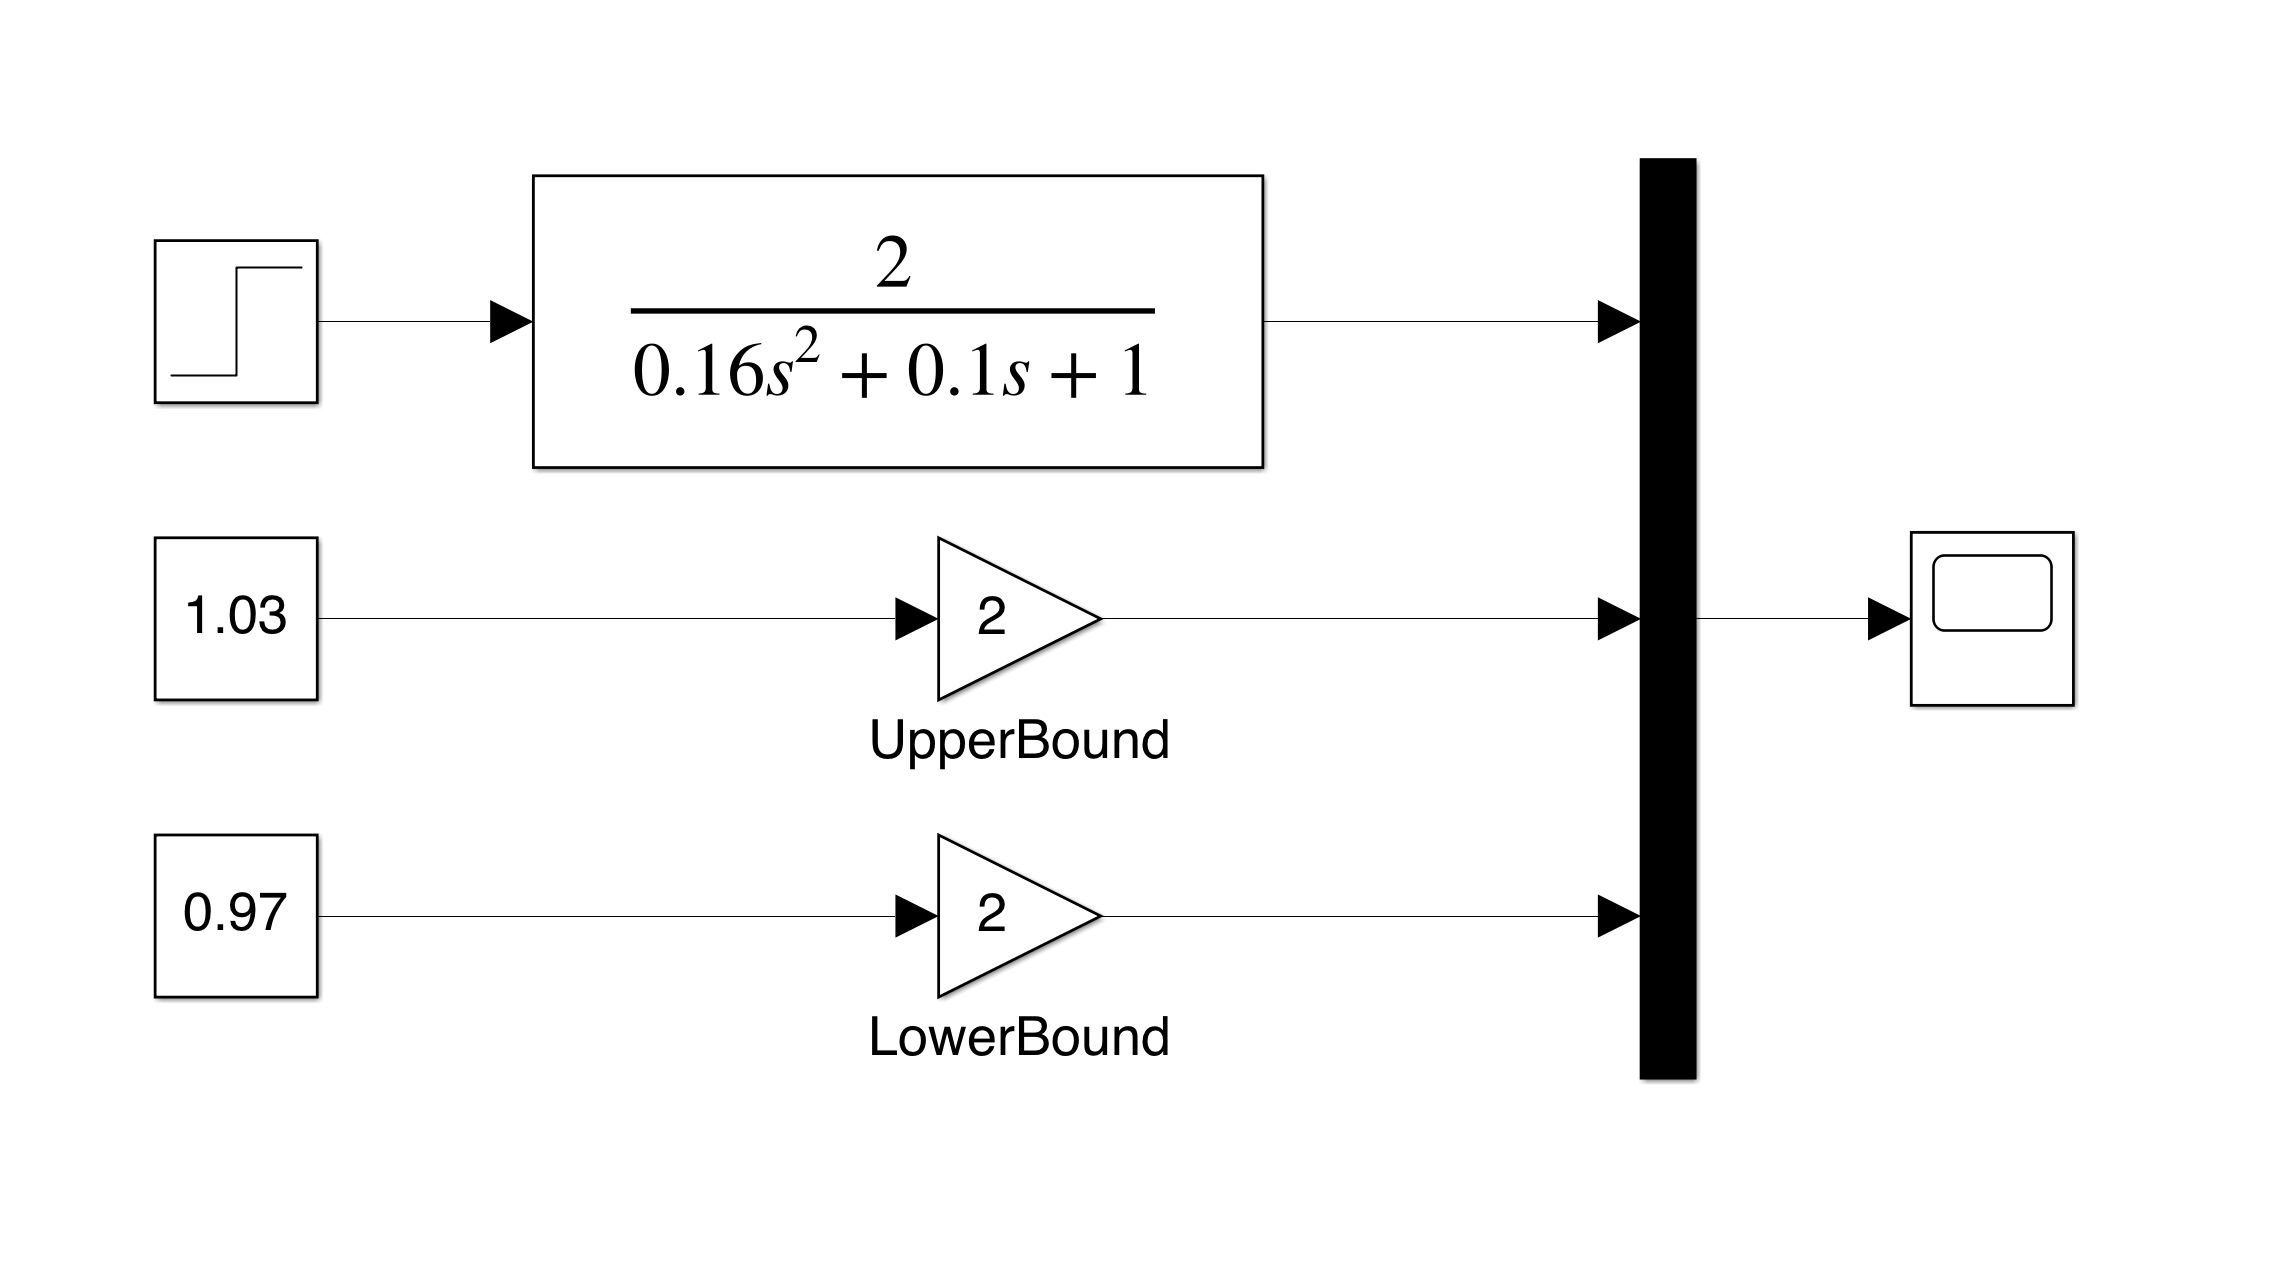 2
0.16s² + 0.1s + 1
1.03
2
UpperBound
0.97
2
LowerBound